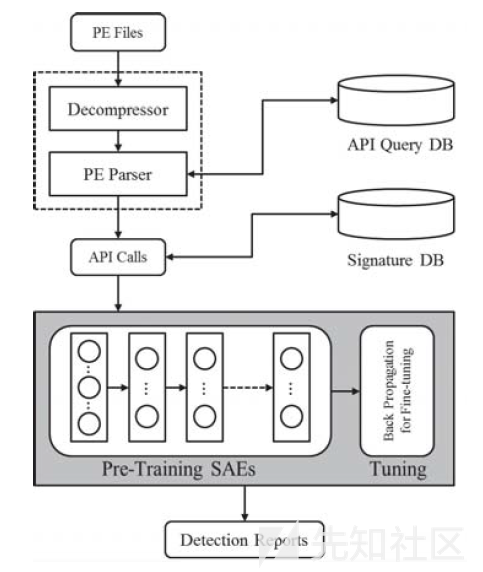 PE Files
Decompressor
API Query DB
PE Parser
Signature DB
API Calls
Back Propagation
for Fine-tuning
Pre-Training SAEs
Tuning
Detection Reports
先知社区